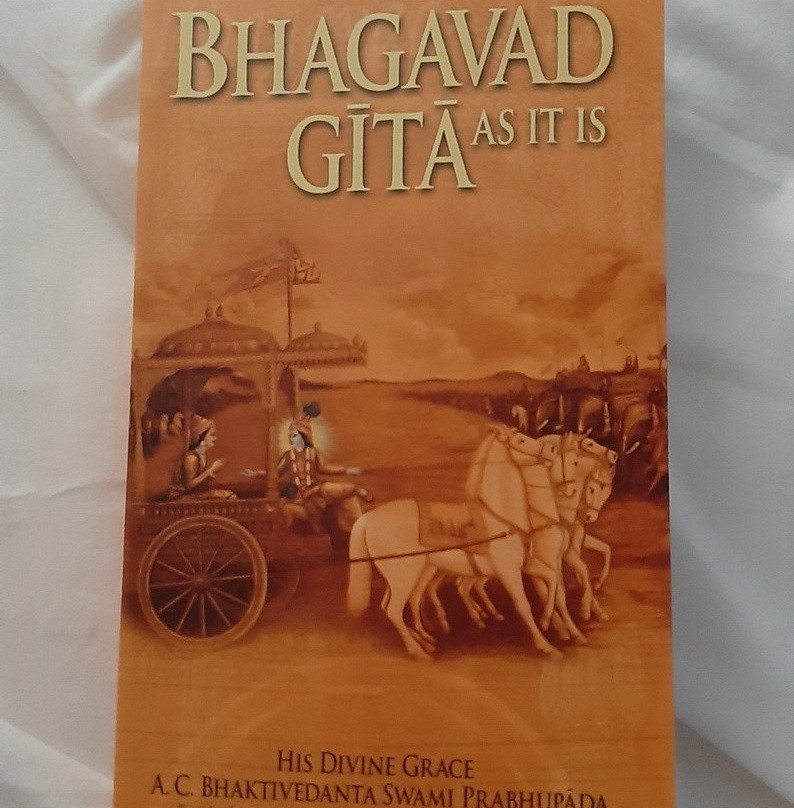 BHAGAVAD
GĪTĀ AS IT IS
HIS DIVINE GRACE
A. C. BHAKTIVEDANTA SWAMI PRABHUPĀDA